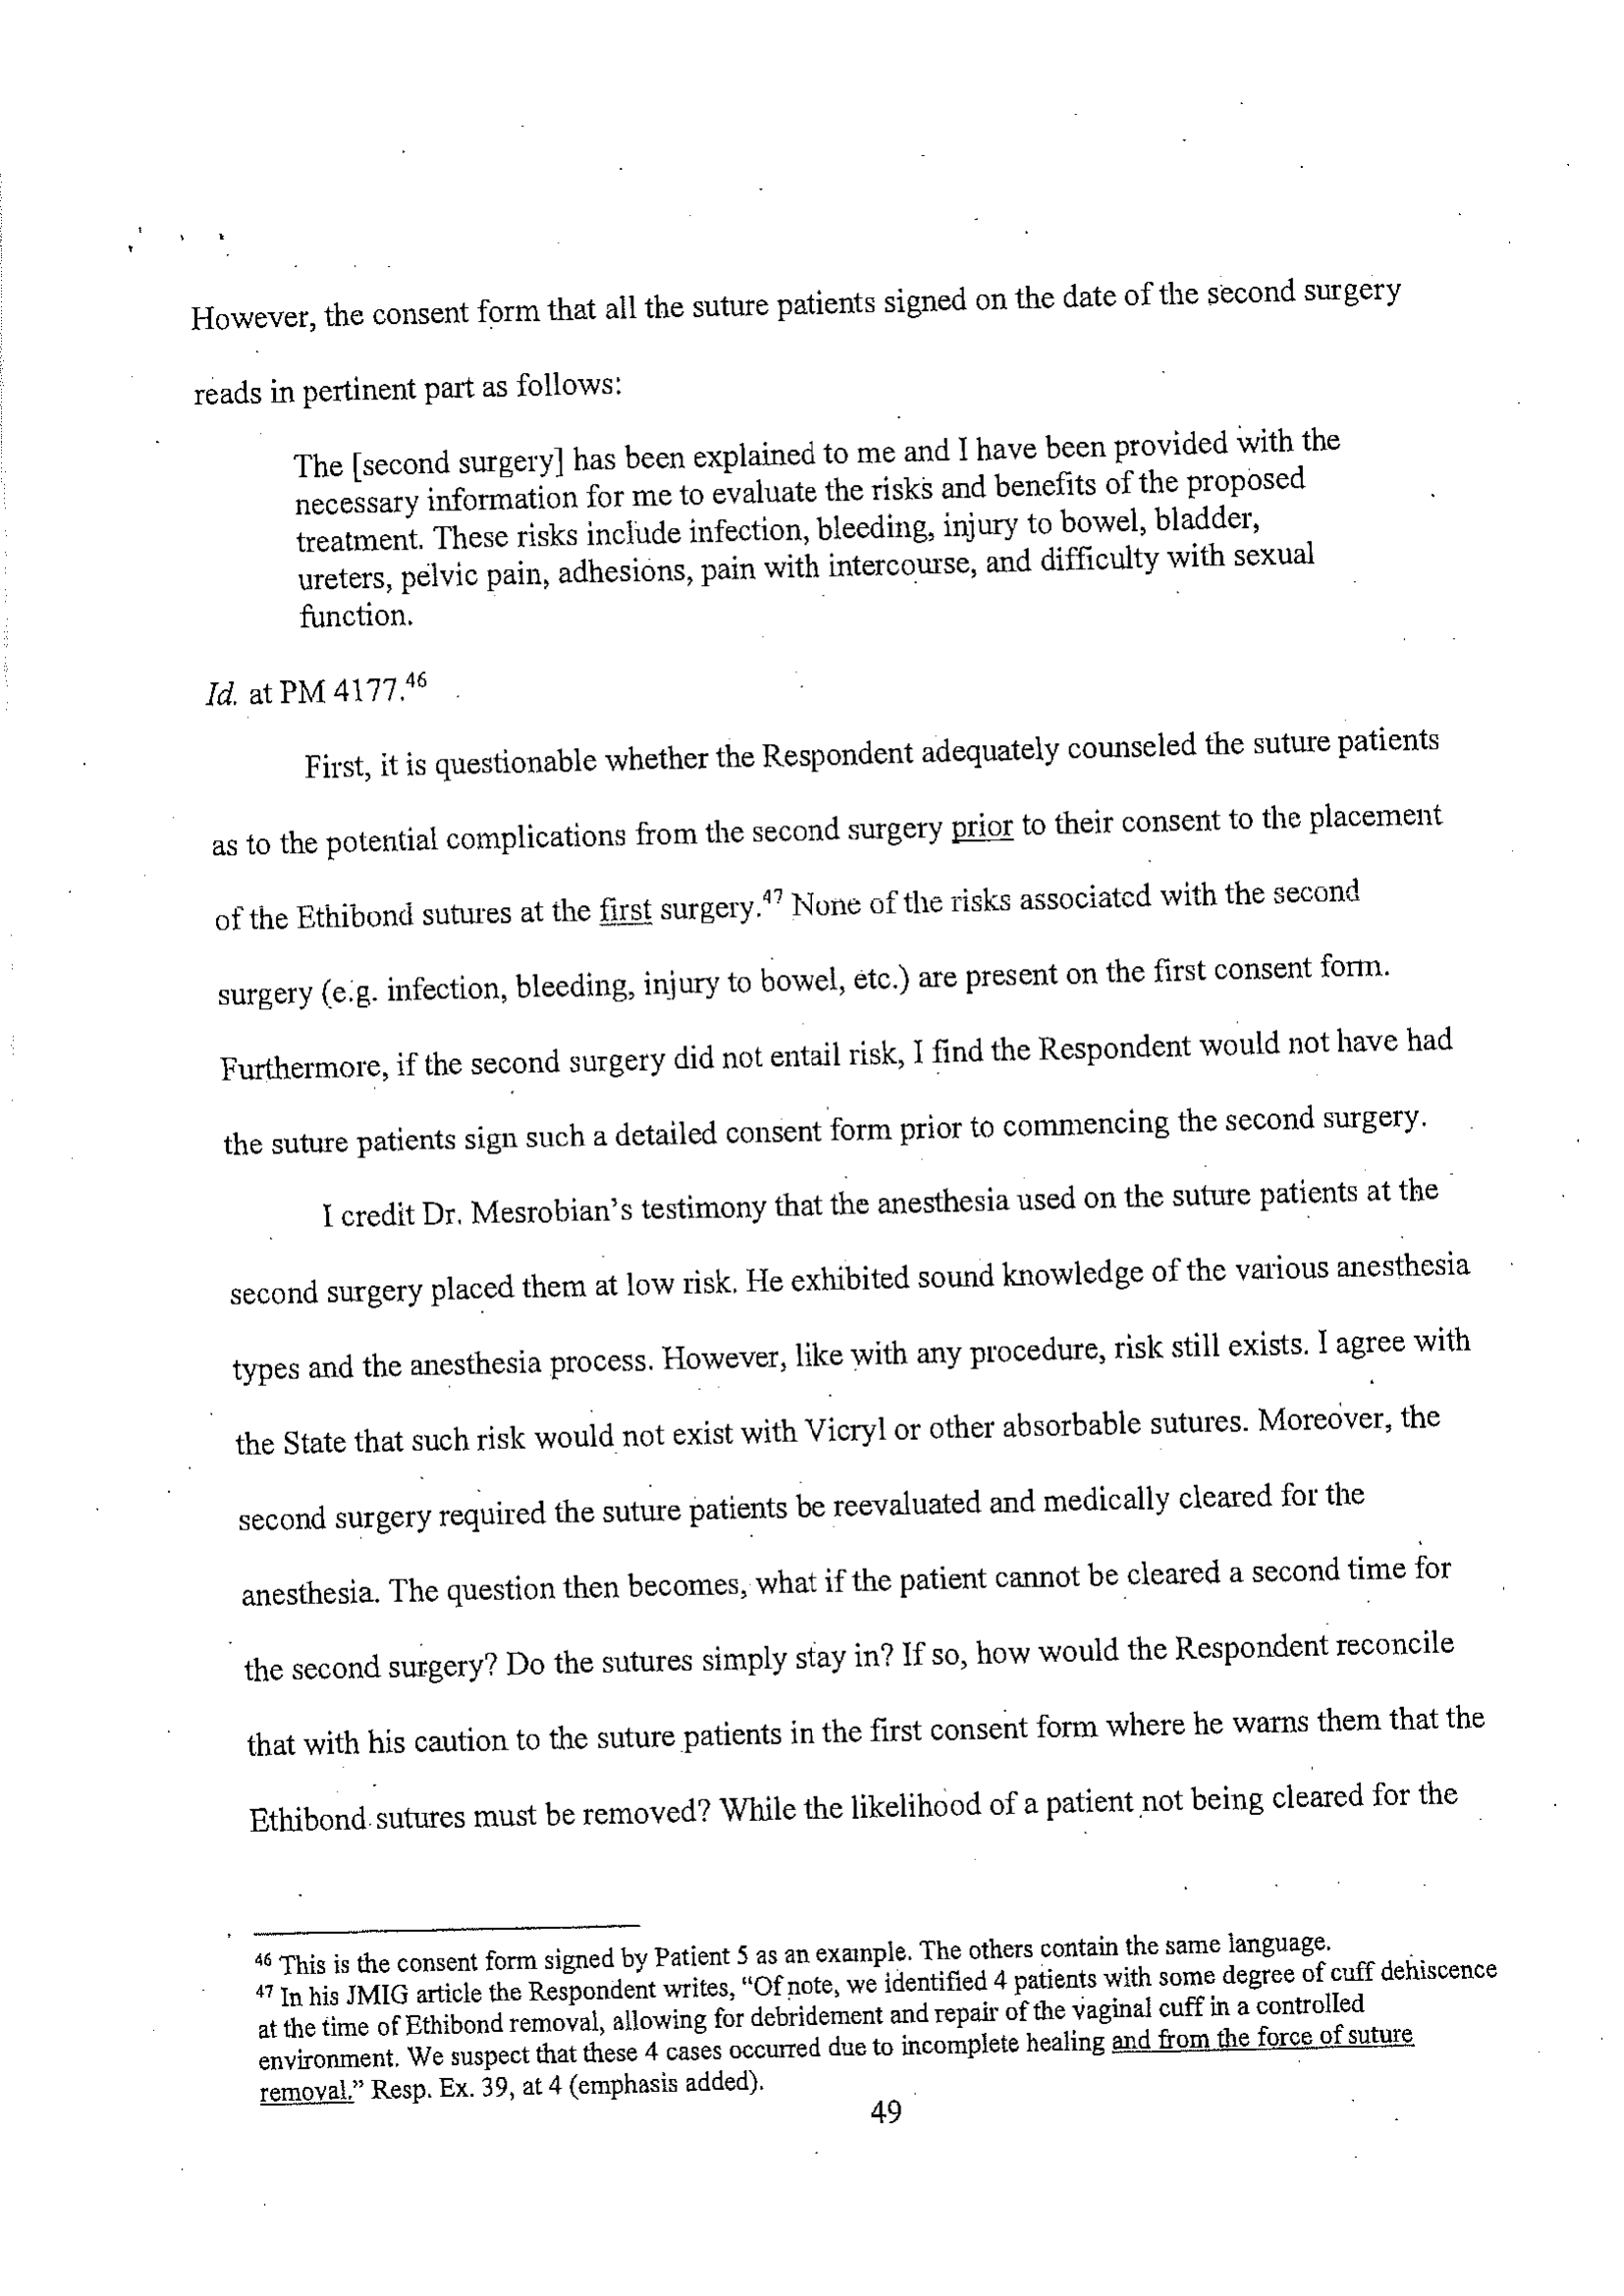 However, the consent form that all the suture patients signed on the date of the second surgery
reads in pertinent part as follows:
The [second surgery] has been explained to me and I have been provided with the
necessary information for me to evaluate the risks and benefits of the proposed
treatment. These risks include infection, bleeding, injury to bowel, bladder,
ureters, pelvic pain, adhesions, pain with intercourse, and difficulty with sexual
function.
Id. at PM 4177.46
First, it is questionable whether the Respondent adequately counseled the suture patients
as to the potential complications from the second surgery prior to their consent to the placement
of the Ethibond sutures at the first surgery.47 None of the risks associated with the second
surgery (e.g. infection, bleeding, injury to bowel, etc.) are present on the first consent form.
Furthermore, if the second surgery did not entail risk, I find the Respondent would not have had
the suture patients sign such a detailed consent form prior to commencing the second surgery.
I credit Dr. Mesrobian's testimony that the anesthesia used on the suture patients at the
second surgery placed them at low risk. He exhibited sound knowledge of the various anesthesia
types and the anesthesia process. However, like with any procedure, risk still exists. I agree with
the State that such risk would not exist with Vicryl or other absorbable sutures. Moreover, the
second surgery required the suture patients be reevaluated and medically cleared for the
anesthesia. The question then becomes, what if the patient cannot be cleared a second time for
the second surgery? Do the sutures simply stay in? If so, how would the Respondent reconcile
that with his caution to the suture patients in the first consent form where he warns them that the
Ethibond sutures must be removed? While the likelihood of a patient not being cleared for the
46 This is the consent form signed by Patient 5 as an example. The others contain the same language.
47 In his JMIG article the Respondent writes, "Of note, we identified 4 patients with some degree of cuff dehiscence
at the time of Ethibond removal, allowing for debridement and repair of the vaginal cuff in a controlled
environment. We suspect that these 4 cases occurred due to incomplete healing and from the force of suture
removal." Resp. Ex. 39, at 4 (emphasis added).
49